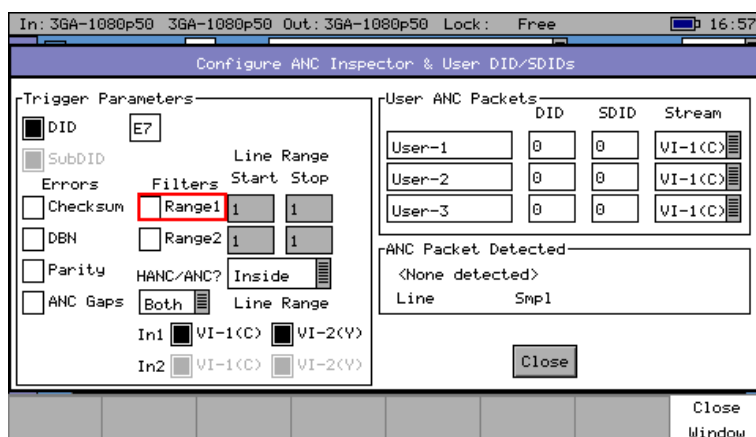 In: 3GA-1080p50 3GA-1080p50 Out: 3GA-1080p50 Lock: Free 16:57
Configure ANC Inspector & User DID/SDIDs
Trigger Parameters
DID E7
SubDID
Line Range
Errors Filters Start Stop
Checksum Range1 1 1
DBN Range2 1 1
Parity HANC/ANC? Inside
ANC Gaps Both Line Range
In1 VI-1(C) VI-2(Y)
In2 VI-1(C) VI-2(Y)
User ANC Packets
DID SDID Stream
User-1 0 0 VI-1(C)
User-2 0 0 VI-1(C)
User-3 0 0 VI-1(C)
ANC Packet Detected
<None detected>
Line Smpl
Close
Close
Window